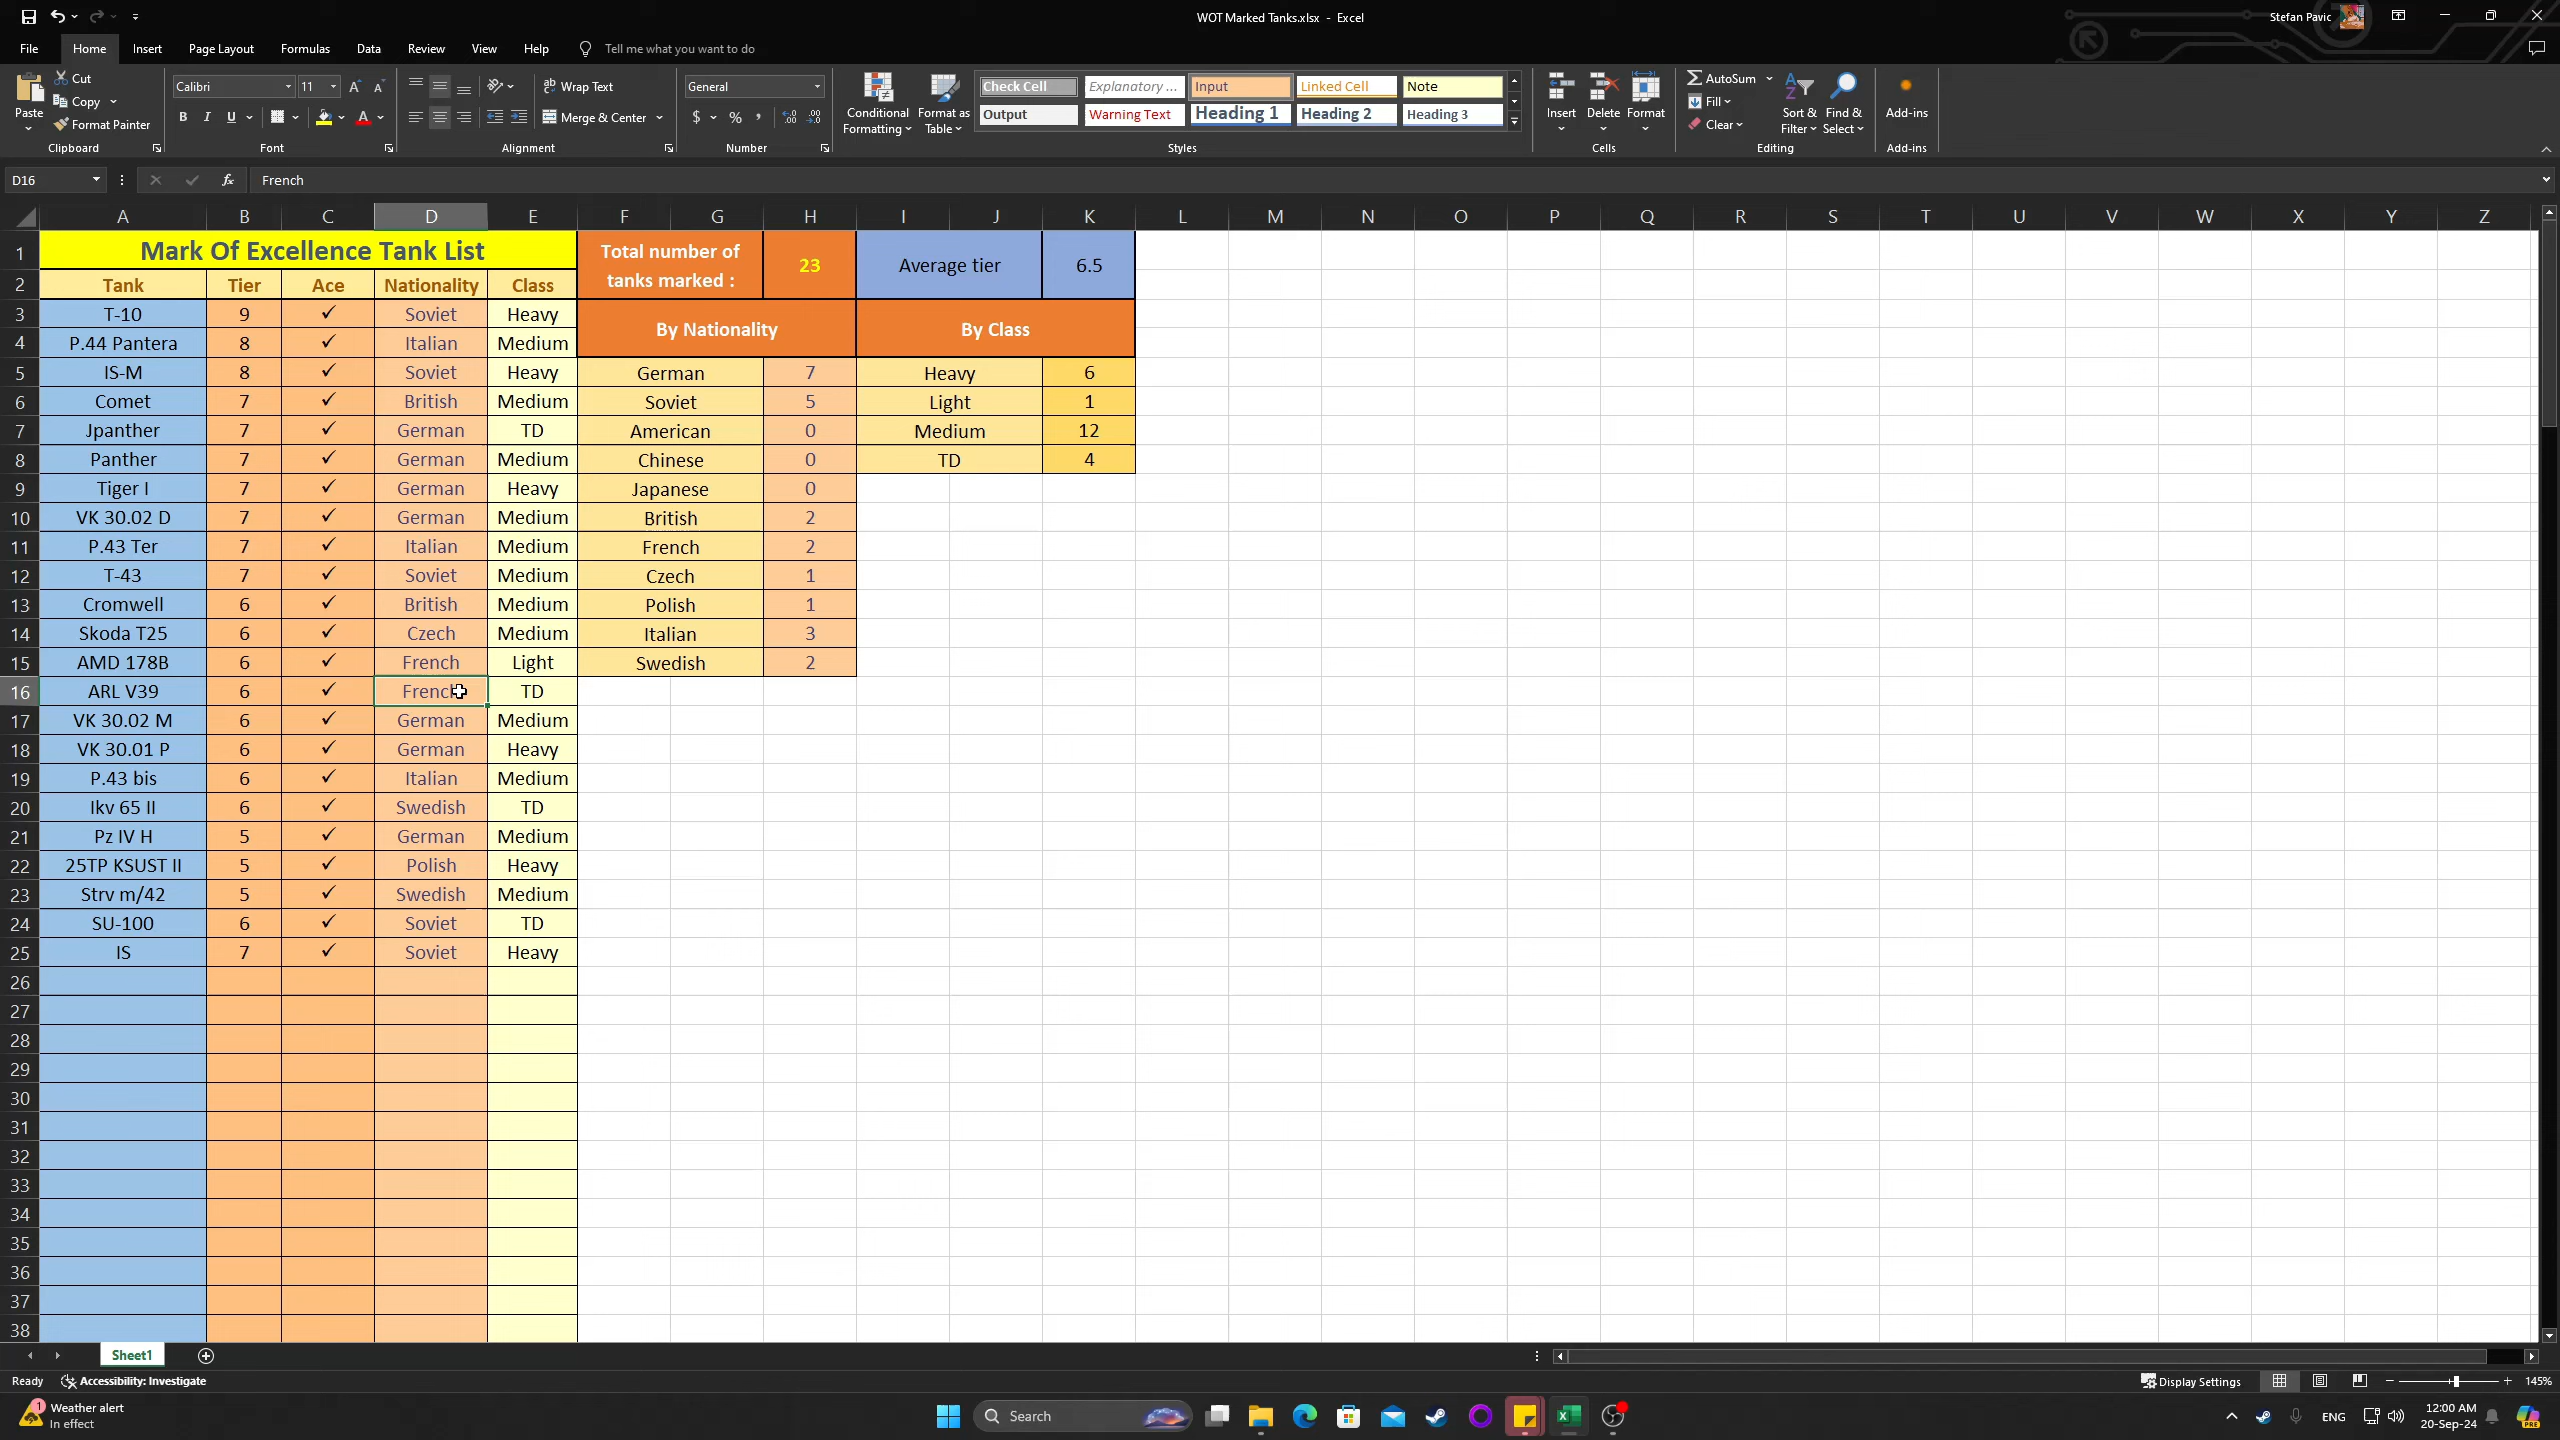 WOT Marked Tanks.xlsx - Excel
Stefan Pavic
File Home Insert Page Layout Formulas Data Review View Help Tell me what you want to do
Paste
Cut
Copy
Format Painter
Clipboard
Calibri 11
B I U A
Font
Wrap Text
Merge & Center
Alignment
General
$ % ,
Number
Conditional Formatting
Format as Table
Check Cell Explanatory ... Input Linked Cell Note
Output Warning Text Heading 1 Heading 2 Heading 3
Styles
Insert Delete Format
Cells
AutoSum
Fill
Clear
Sort & Filter
Find & Select
Editing
Add-ins
Add-ins
D16 fx French
A B C D E F G H I J K L M N O P Q R S T U V W X Y Z
1 Mark Of Excellence Tank List Total number of tanks marked : 23 Average tier 6.5
2 Tank Tier Ace Nationality Class
3 T-10 9 ✓ Soviet Heavy By Nationality By Class
4 P.44 Pantera 8 ✓ Italian Medium
5 IS-M 8 ✓ Soviet Heavy German 7 Heavy 6
6 Comet 7 ✓ British Medium Soviet 5 Light 1
7 Jpanther 7 ✓ German TD American 0 Medium 12
8 Panther 7 ✓ German Medium Chinese 0 TD 4
9 Tiger I 7 ✓ German Heavy Japanese 0
10 VK 30.02 D 7 ✓ German Medium British 2
11 P.43 Ter 7 ✓ Italian Medium French 2
12 T-43 7 ✓ Soviet Medium Czech 1
13 Cromwell 6 ✓ British Medium Polish 1
14 Skoda T25 6 ✓ Czech Medium Italian 3
15 AMD 178B 6 ✓ French Light Swedish 2
16 ARL V39 6 ✓ French TD
17 VK 30.02 M 6 ✓ German Medium
18 VK 30.01 P 6 ✓ German Heavy
19 P.43 bis 6 ✓ Italian Medium
20 Ikv 65 II 6 ✓ Swedish TD
21 Pz IV H 5 ✓ German Medium
22 25TP KSUST II 5 ✓ Polish Heavy
23 Strv m/42 5 ✓ Swedish Medium
24 SU-100 6 ✓ Soviet TD
25 IS 7 ✓ Soviet Heavy
26
27
28
29
30
31
32
33
34
35
36
37
38
Sheet1
Ready Accessibility: Investigate Display Settings 145%
1 Weather alert
In effect
Search
ENG
12:00 AM
20-Sep-24